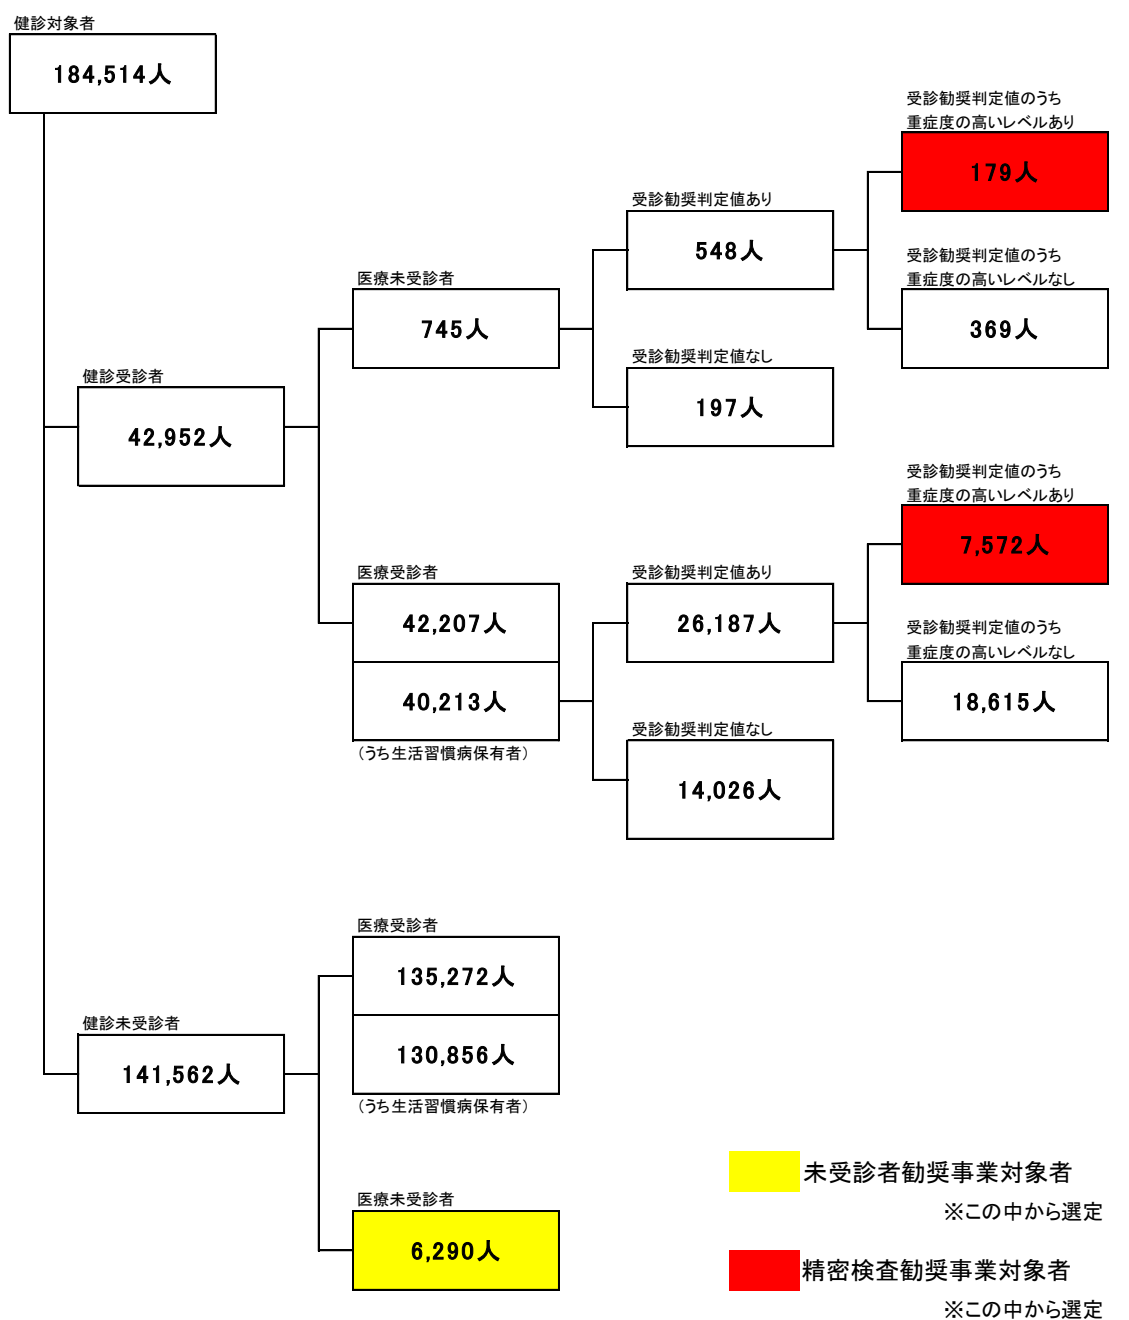 健診対象者
184,514人
受診勧奨判定値のうち
重症度の高いレベルあり
179人
受診勧奨判定値あり
548人
受診勧奨判定値のうち
重症度の高いレベルなし
369人
医療未受診者
745人
受診勧奨判定値なし
197人
健診受診者
42,952人
受診勧奨判定値のうち
重症度の高いレベルあり
7,572人
医療受診者
42,207人
40,213人
(うち生活習慣病保有者)
受診勧奨判定値あり
26,187人
受診勧奨判定値のうち
重症度の高いレベルなし
18,615人
受診勧奨判定値なし
14,026人
医療受診者
135,272人
130,856人
(うち生活習慣病保有者)
健診未受診者
141,562人
医療未受診者
6,290人
未受診者勧奨事業対象者
※この中から選定
精密検査勧奨事業対象者
※この中から選定